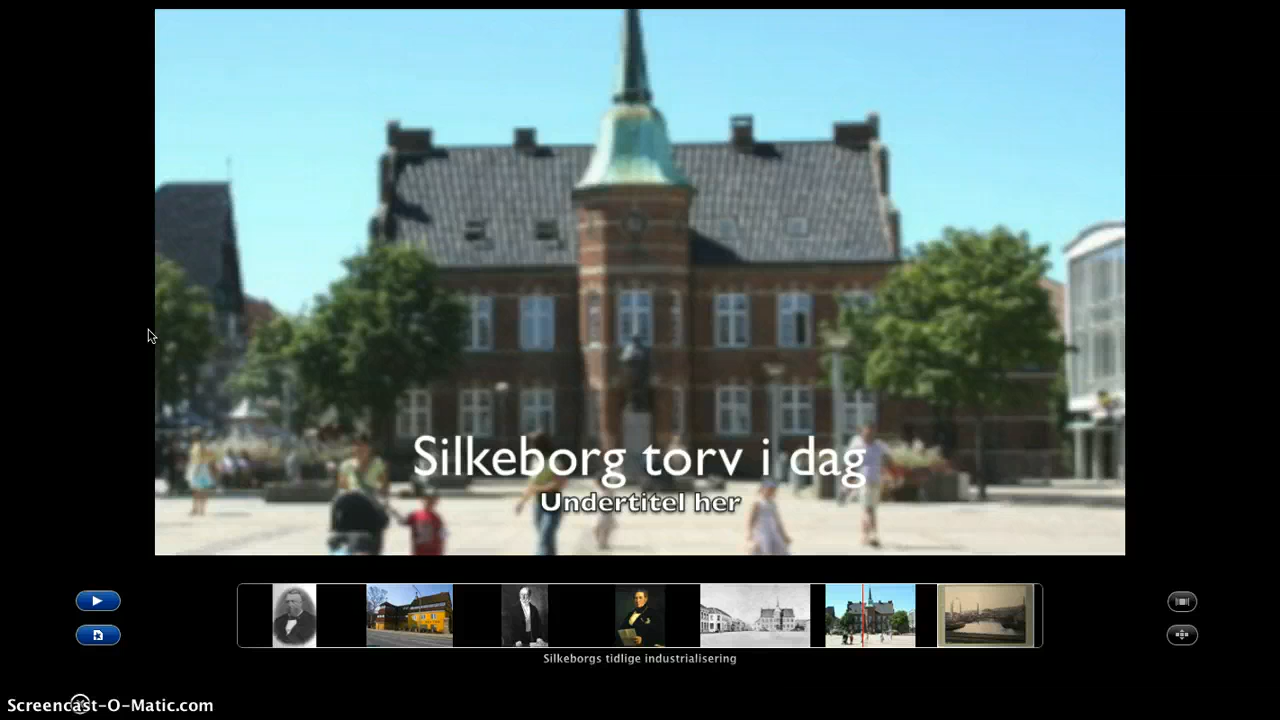 Silkeborg torv i dag
Undertitel her
Silkeborgs tidlige industrialisering
Screencast-O-Matic.com